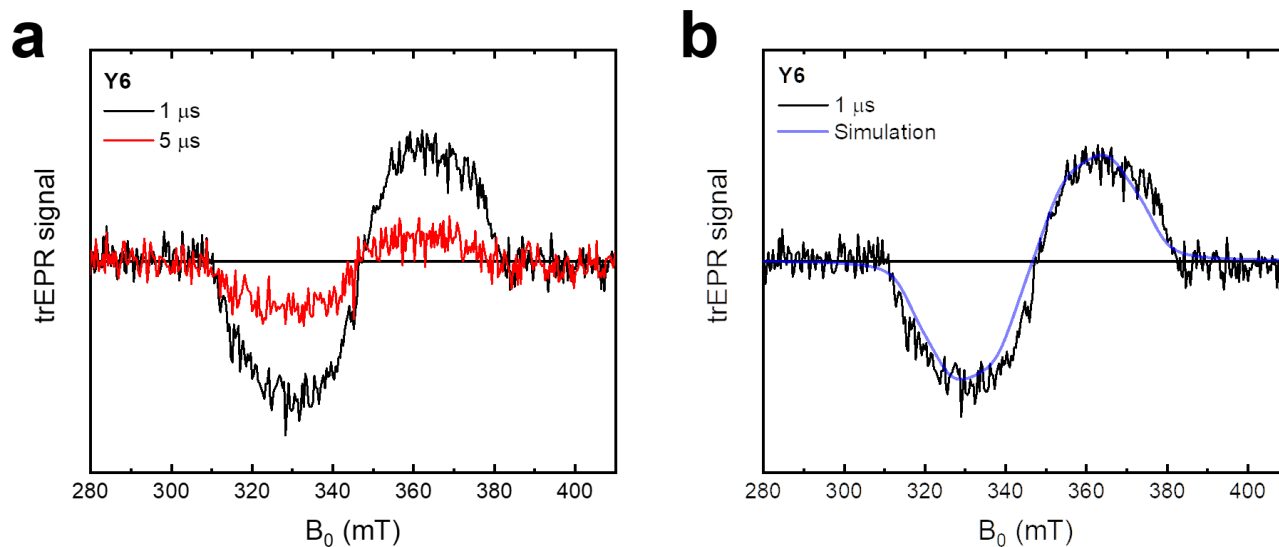 a
Y6
1 μs
5 μs
trEPR signal
280 300 320 340 360 380 400
B₀ (mT)
b
Y6
1 μs
Simulation
trEPR signal
280 300 320 340 360 380 400
B₀ (mT)